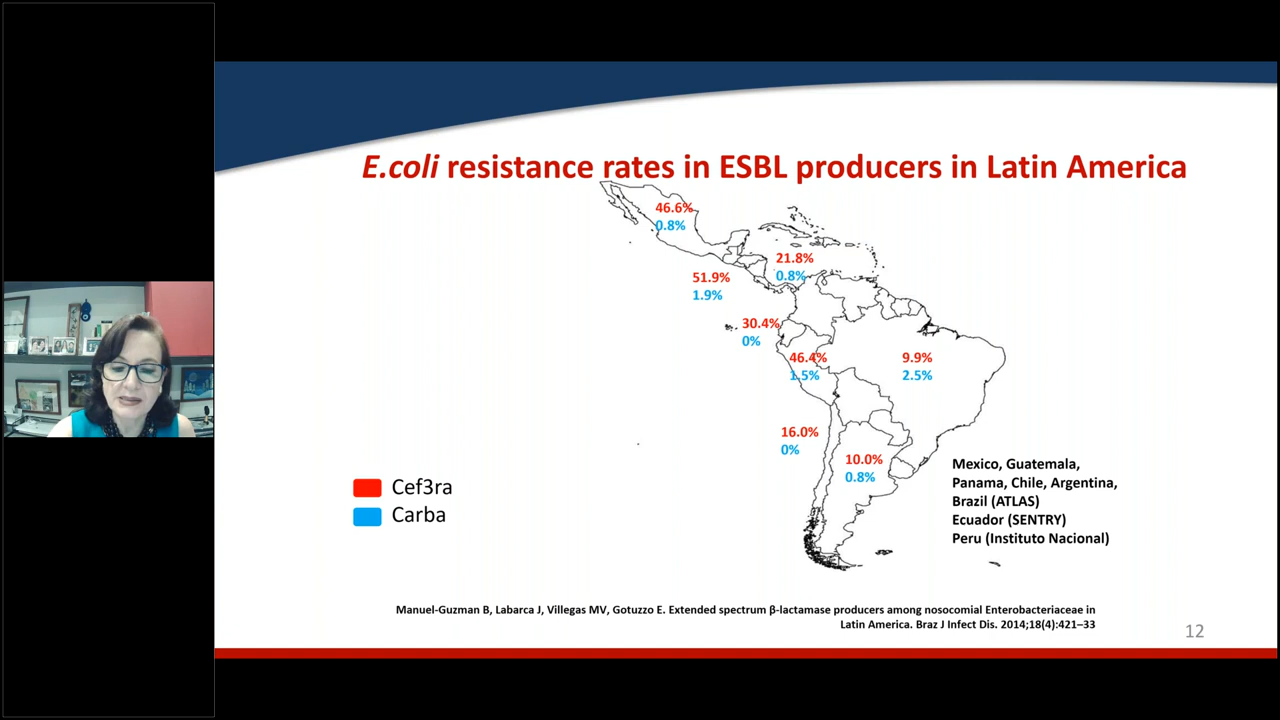 E.coli resistance rates in ESBL producers in Latin America
46.6%
0.8%
21.8%
0.8%
51.9%
1.9%
30.4%
0%
46.4%
1.5%
9.9%
2.5%
16.0%
0%
10.0%
0.8%
Cef3ra
Carba
Mexico, Guatemala,
Panama, Chile, Argentina,
Brazil (ATLAS)
Ecuador (SENTRY)
Peru (Instituto Nacional)
Manuel-Guzman B, Labarca J, Villegas MV, Gotuzzo E. Extended spectrum β-lactamase producers among nosocomial Enterobacteriaceae in
Latin America. Braz J Infect Dis. 2014;18(4):421–33
12